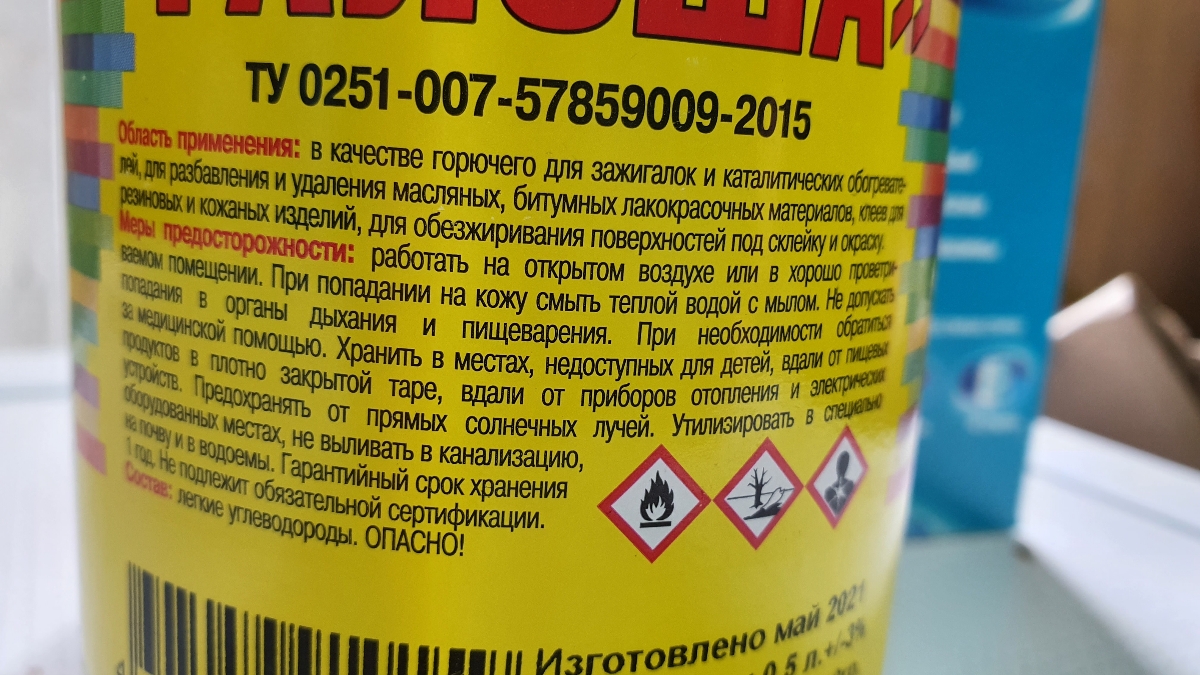 ТУ 0251-007-57859009-2015
Область применения: в качестве горючего для зажигалок и каталитических обогревате-
лей, для разбавления и удаления масляных, битумных лакокрасочных материалов, клеев для
резиновых и кожаных изделий, для обезжиривания поверхностей под склейку и окраску.
Меры предосторожности: работать на открытом воздухе или в хорошо проветри-
ваемом помещении. При попадании на кожу смыть теплой водой с мылом. Не допускать
попадания в органы дыхания и пищеварения. При необходимости обратиться
за медицинской помощью. Хранить в местах, недоступных для детей, вдали от пищевых
продуктов в плотно закрытой таре, вдали от приборов отопления и электрических
устройств. Предохранять от прямых солнечных лучей. Утилизировать в специально
оборудованных местах, не выливать в канализацию,
на почву и в водоемы. Гарантийный срок хранения
1 год. Не подлежит обязательной сертификации.
Состав: легкие углеводороды. ОПАСНО!
Изготовлено май 2021
0,5 л.+/-3%